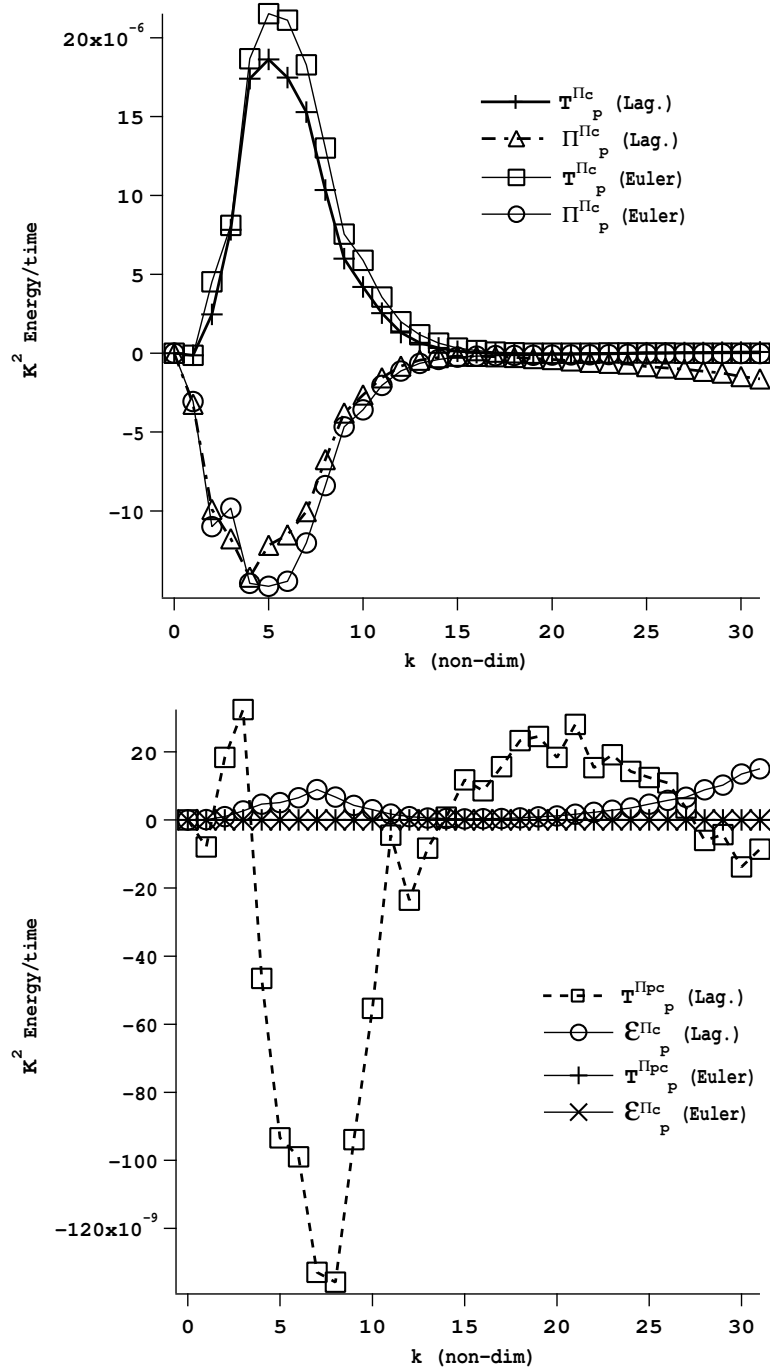 20x10⁻⁶
15
10
5
0
-5
-10
K² Energy/time
T^Πc_p (Lag.)
Π^Πc_p (Lag.)
T^Πc_p (Euler)
Π^Πc_p (Euler)
0 5 10 15 20 25 30
k (non-dim)
20
0
-20
-40
-60
-80
-100
-120x10⁻⁹
K² Energy/time
T^Πpc_p (Lag.)
Ɛ^Πc_p (Lag.)
T^Πpc_p (Euler)
Ɛ^Πc_p (Euler)
0 5 10 15 20 25 30
k (non-dim)